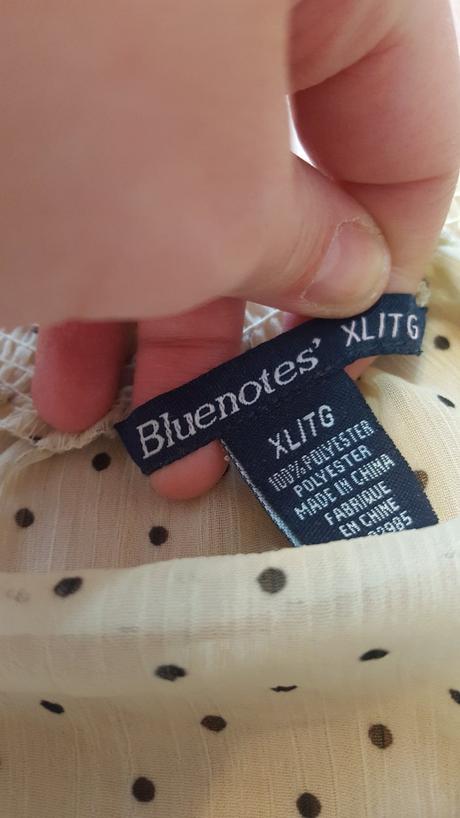 Bluenotes' XL/TG
XL/TG
100%POLYESTER
POLYESTER
MADE IN CHINA
FABRIQUE
EN CHINE